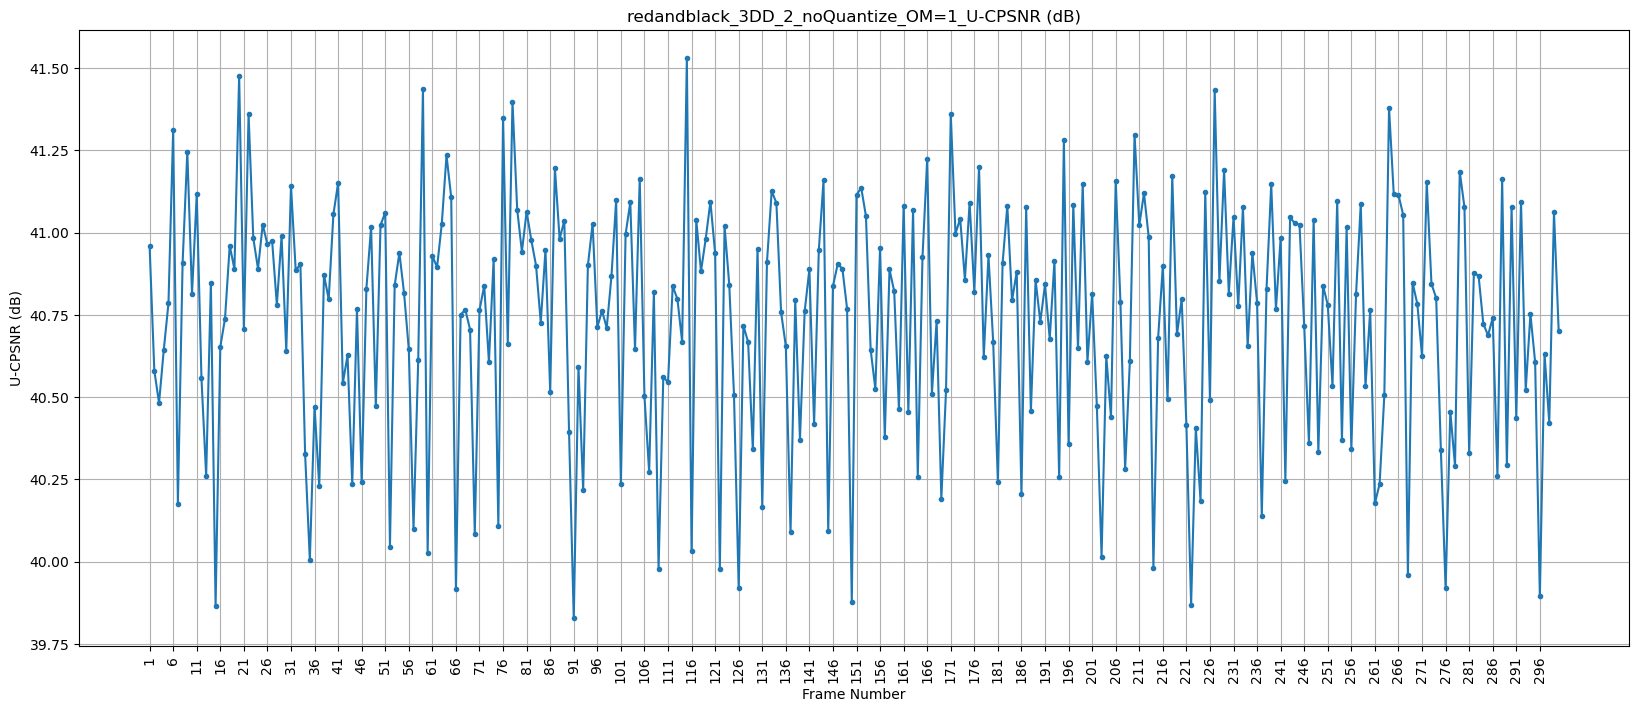 redandblack_3DD_2_noQuantize_OM=1_U-CPSNR (dB)
U-CPSNR (dB)
41.50
41.25
41.00
40.75
40.50
40.25
40.00
39.75
1 6 11 16 21 26 31 36 41 46 51 56 61 66 71 76 81 86 91 96 101 106 111 116 121 126 131 136 141 146 151 156 161 166 171 176 181 186 191 196 201 206 211 216 221 226 231 236 241 246 251 256 261 266 271 276 281 286 291 296
Frame Number